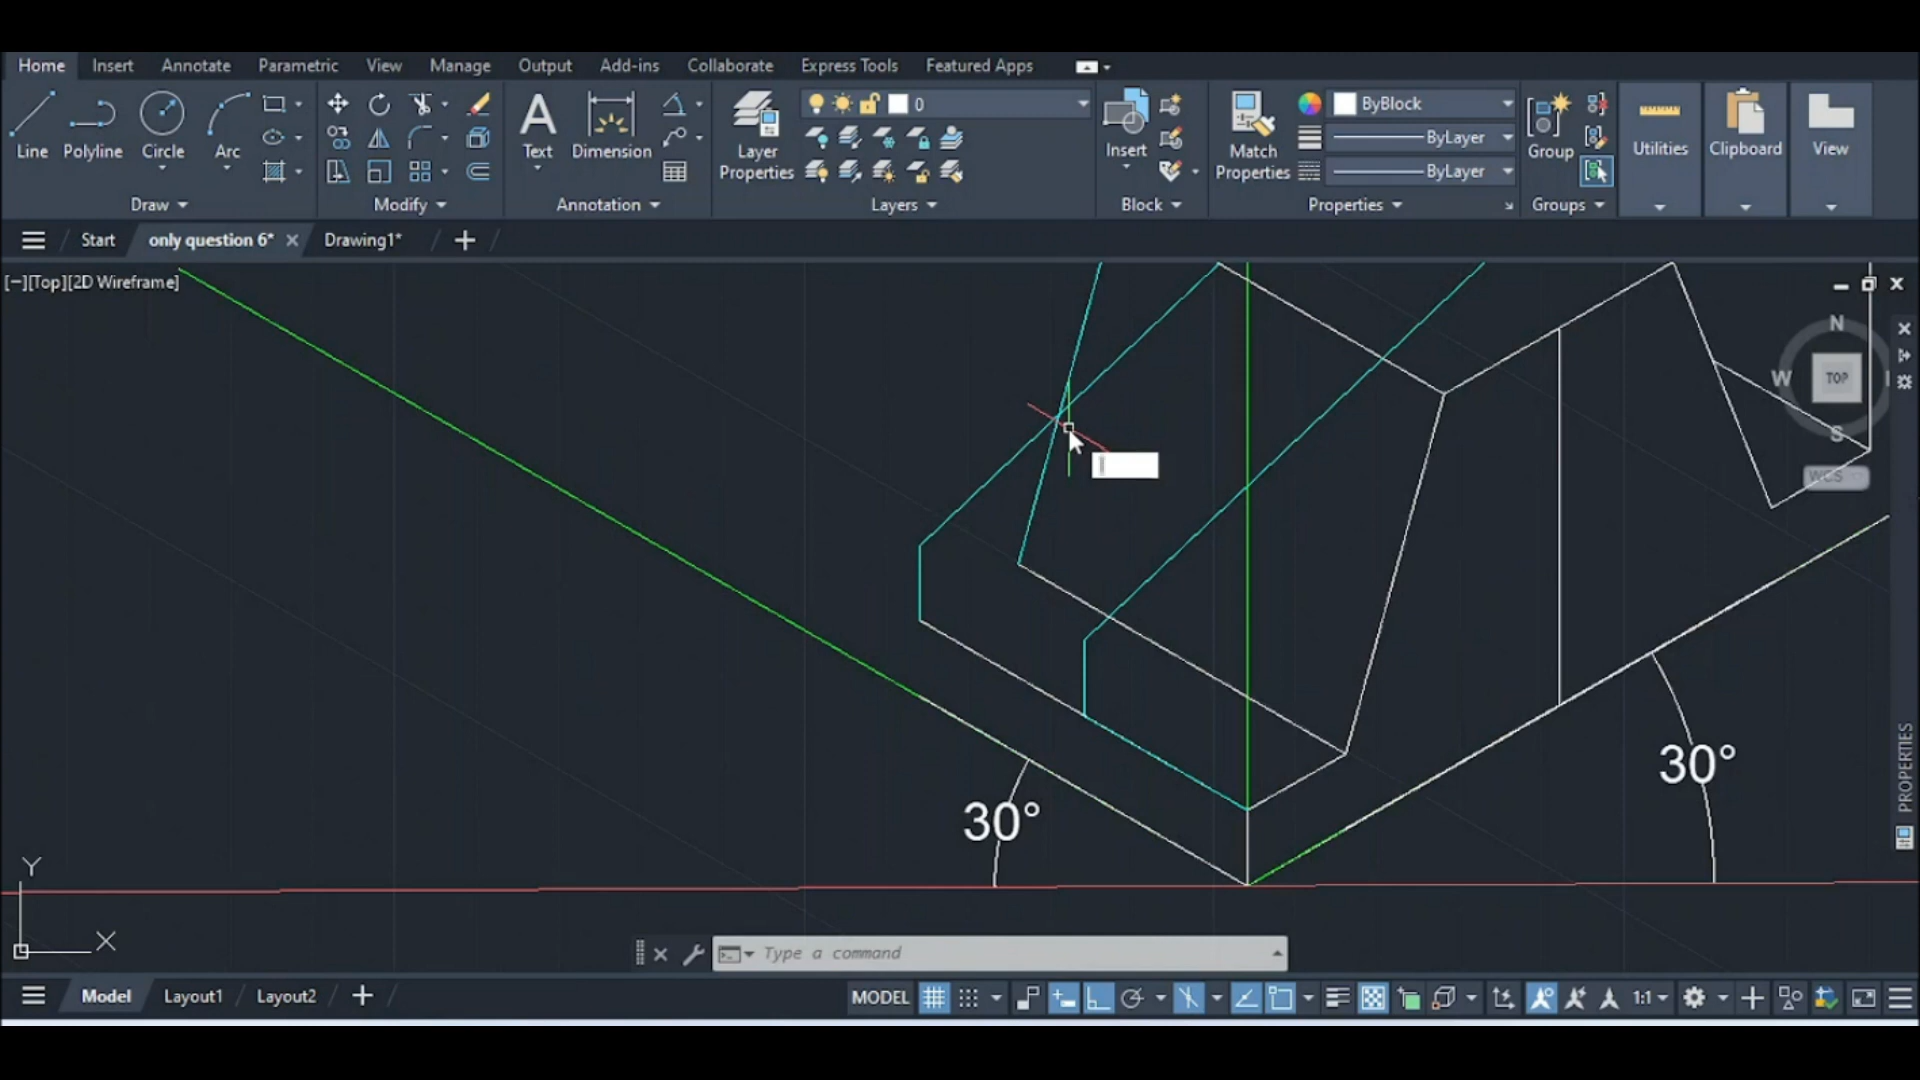 Home Insert Annotate Parametric View Manage Output Add-ins Collaborate Express Tools Featured Apps
0 ByBlock
ByLayer
Line Polyline Circle Arc Text Dimension Layer Properties Insert Match Properties ByLayer Group Utilities Clipboard View
Draw Modify Annotation Layers Block Properties Groups
Start only question 6* Drawing1*
[−][Top][2D Wireframe]
N
W TOP
S
WCS
PROPERTIES
30°
30°
Y
X
Type a command
Model Layout1 Layout2 MODEL 1:1